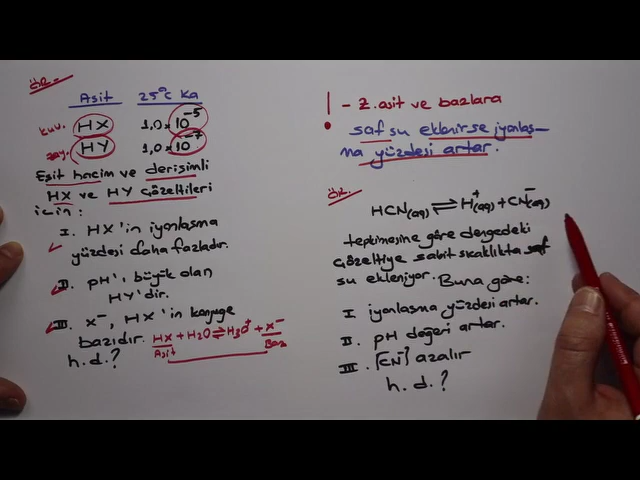 ÖR.
Asit 25°C Ka
kuv. HX 1,0.10⁻⁵
zay. HY 1,0.10⁻⁷
Eşit hacim ve derişimli
HX ve HY çözeltileri
için:
I. HX'in iyonlaşma
yüzdesi daha fazladır.
II. pH'ı büyük olan
HY'dir.
III. X⁻, HX'in konjuge
bazıdır. HX + H₂O ⇌ H₃O⁺ + X⁻
Asit Baz
h.d.?
! - Z. asit ve bazlara
saf su eklenirse iyonlaş-
ma yüzdesi artar.
ÖR.
HCN(aq) ⇌ H⁺(aq) + CN⁻(aq)
tepkimesine göre dengedeki
çözeltiye sabit sıcaklıkta saf
su ekleniyor. Buna göre:
I iyonlaşma yüzdesi artar.
II. pH değeri artar.
III. [CN⁻] azalır
h.d.?